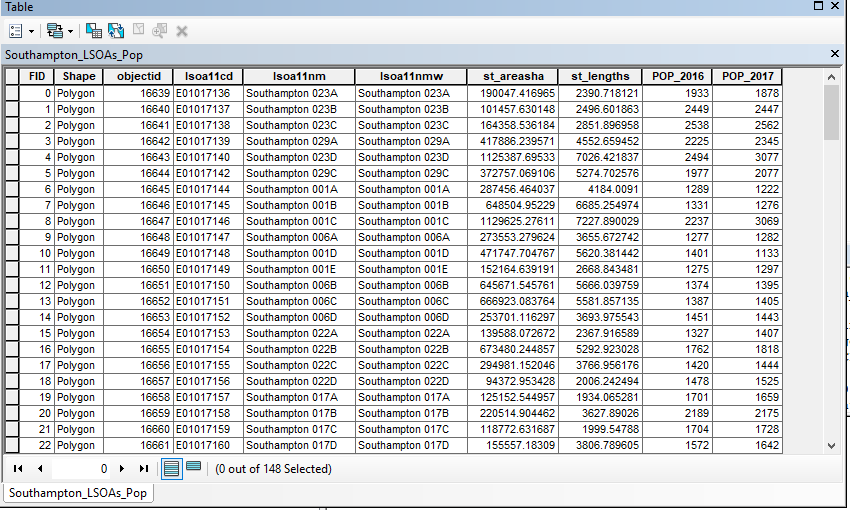 Table
Southampton_LSOAs_Pop
FID Shape objectid lsoa11cd lsoa11nm lsoa11nmw st_areasha st_lengths POP_2016 POP_2017
0 Polygon 16639 E01017136 Southampton 023A Southampton 023A 190047.416965 2390.718121 1933 1878
1 Polygon 16640 E01017137 Southampton 023B Southampton 023B 101457.630148 2496.601863 2449 2447
2 Polygon 16641 E01017138 Southampton 023C Southampton 023C 164358.536184 2851.896958 2538 2562
3 Polygon 16642 E01017139 Southampton 029A Southampton 029A 417886.239571 4552.659452 2225 2345
4 Polygon 16643 E01017140 Southampton 023D Southampton 023D 1125387.69533 7026.421837 2494 3077
5 Polygon 16644 E01017142 Southampton 029C Southampton 029C 372757.069106 5274.702576 1977 2077
6 Polygon 16645 E01017144 Southampton 001A Southampton 001A 287456.464037 4184.0091 1289 1222
7 Polygon 16646 E01017145 Southampton 001B Southampton 001B 648504.95229 6685.254974 1331 1276
8 Polygon 16647 E01017146 Southampton 001C Southampton 001C 1129625.27611 7227.890029 2237 3069
9 Polygon 16648 E01017147 Southampton 006A Southampton 006A 273553.279624 3655.672742 1277 1282
10 Polygon 16649 E01017148 Southampton 001D Southampton 001D 471747.704767 5620.381442 1401 1133
11 Polygon 16650 E01017149 Southampton 001E Southampton 001E 152164.639191 2668.843481 1275 1297
12 Polygon 16651 E01017150 Southampton 006B Southampton 006B 645671.545761 5666.039759 1374 1395
13 Polygon 16652 E01017151 Southampton 006C Southampton 006C 666923.083764 5581.857135 1387 1405
14 Polygon 16653 E01017152 Southampton 006D Southampton 006D 253701.116297 3693.975543 1451 1443
15 Polygon 16654 E01017153 Southampton 022A Southampton 022A 139588.072672 2367.916589 1327 1407
16 Polygon 16655 E01017154 Southampton 022B Southampton 022B 673480.244857 5292.923028 1762 1818
17 Polygon 16656 E01017155 Southampton 022C Southampton 022C 294981.152046 3766.956176 1420 1444
18 Polygon 16657 E01017156 Southampton 022D Southampton 022D 94372.953428 2006.242494 1478 1525
19 Polygon 16658 E01017157 Southampton 017A Southampton 017A 125152.544957 1934.065281 1701 1659
20 Polygon 16659 E01017158 Southampton 017B Southampton 017B 220514.904462 3627.89026 2189 2175
21 Polygon 16660 E01017159 Southampton 017C Southampton 017C 118772.631687 1999.54788 1704 1728
22 Polygon 16661 E01017160 Southampton 017D Southampton 017D 155557.18309 3806.789605 1572 1642
0 (0 out of 148 Selected)
Southampton_LSOAs_Pop